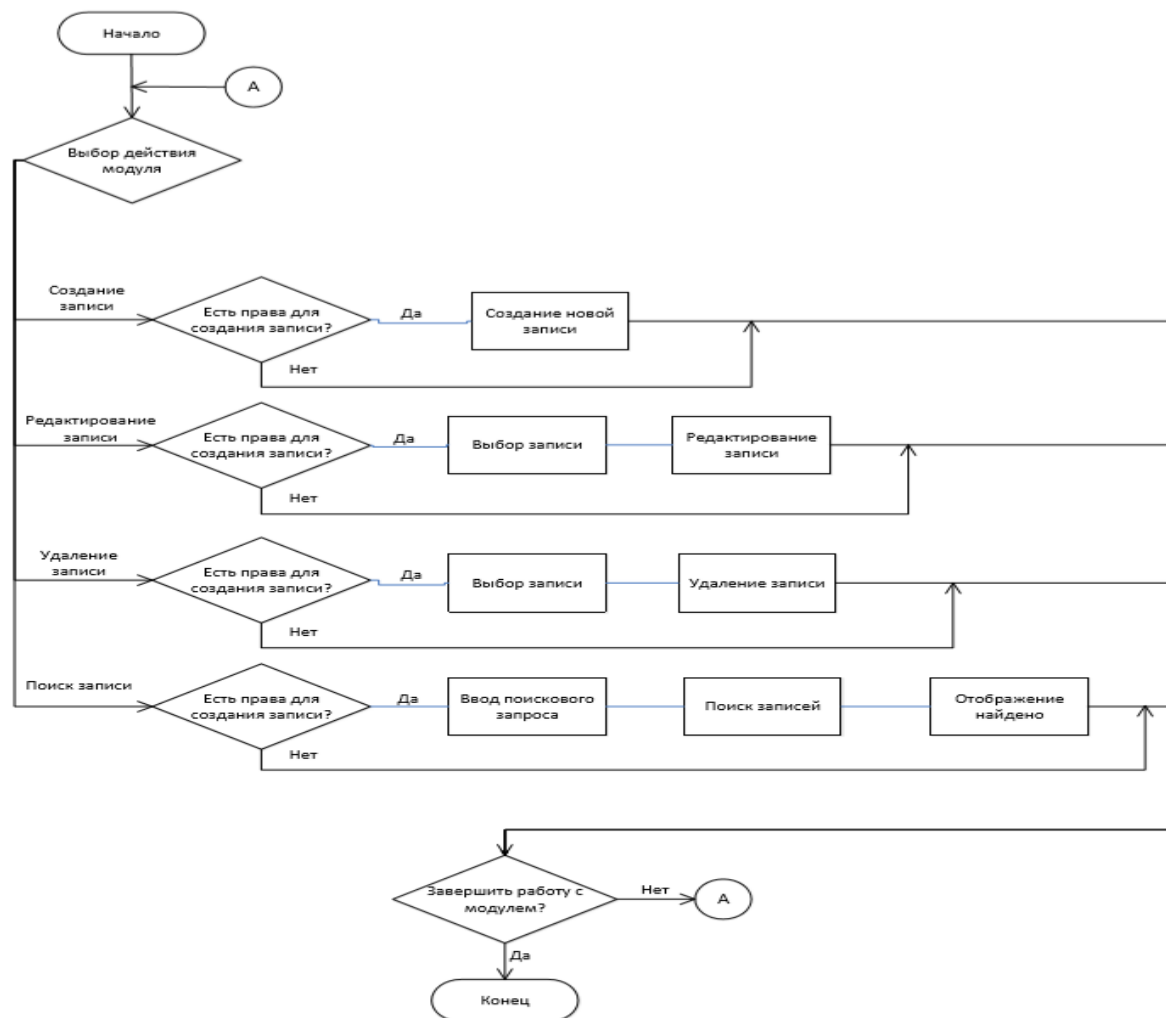 Начало
А
Выбор действия
модуля
Создание
записи
Есть права для
создания записи?
Да
Создание новой
записи
Нет
Редактирование
записи
Есть права для
создания записи?
Да
Выбор записи
Редактирование
записи
Нет
Удаление
записи
Есть права для
создания записи?
Да
Выбор записи
Удаление записи
Нет
Поиск записи
Есть права для
создания записи?
Да
Ввод поискового
запроса
Поиск записей
Отображение
найдено
Нет
Завершить работу с
модулем?
Нет
А
Да
Конец